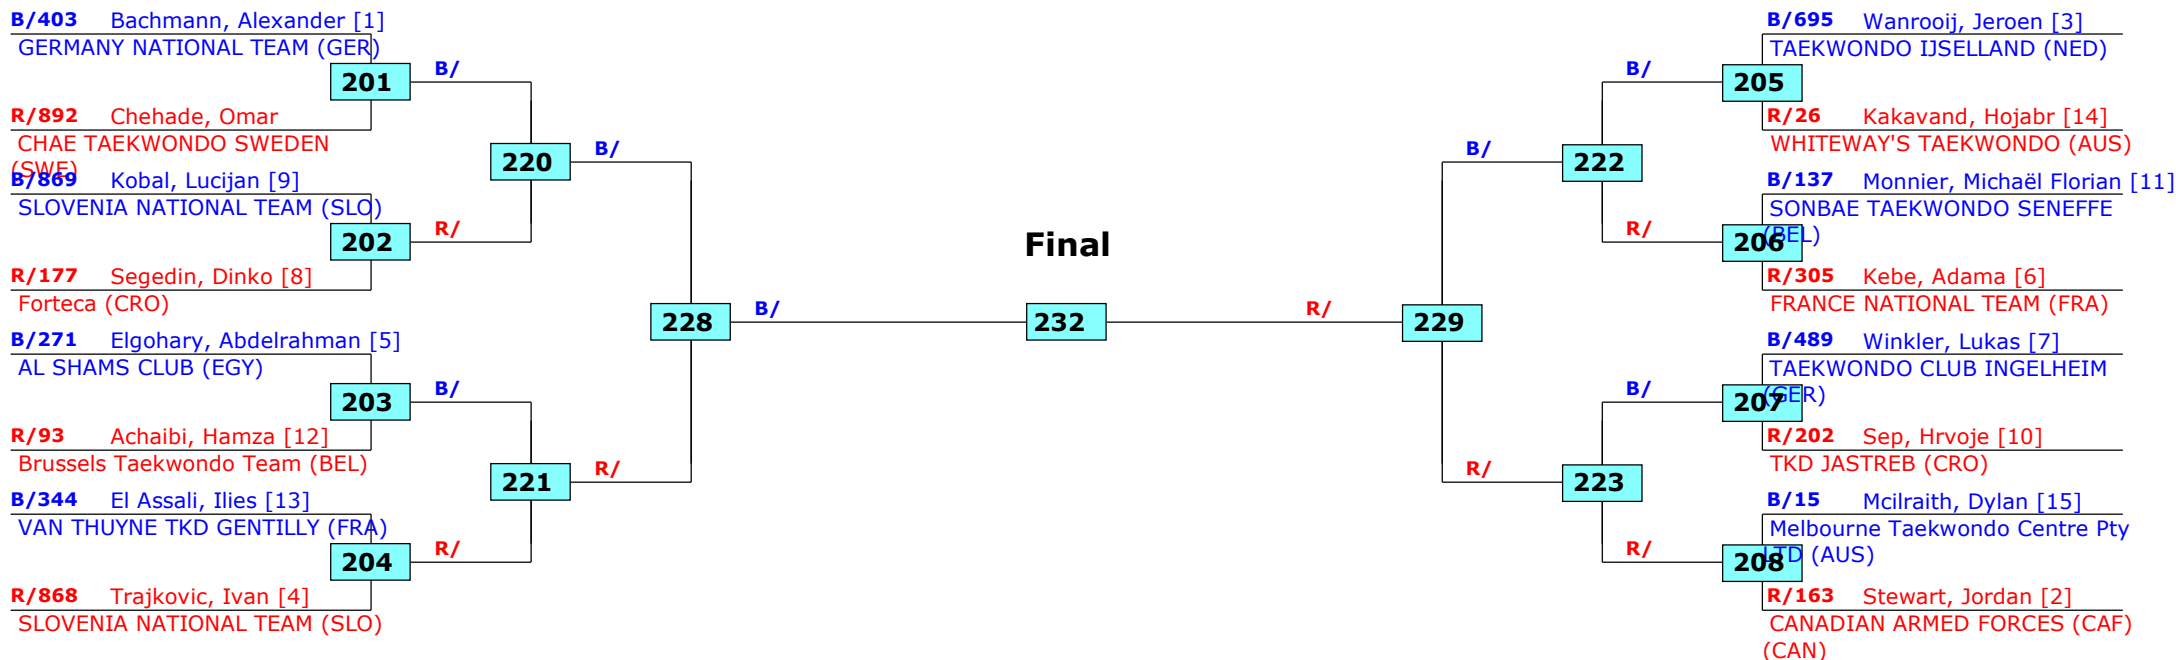 B/403 Bachmann, Alexander [1]
GERMANY NATIONAL TEAM (GER)
201
B/
R/892 Chehade, Omar
CHAE TAEKWONDO SWEDEN
(SWE)
220
B/
B/869 Kobal, Lucijan [9]
SLOVENIA NATIONAL TEAM (SLO)
202
R/
R/177 Segedin, Dinko [8]
Forteca (CRO)
228
B/
B/271 Elgohary, Abdelrahman [5]
AL SHAMS CLUB (EGY)
203
B/
R/93 Achaibi, Hamza [12]
Brussels Taekwondo Team (BEL)
221
R/
B/344 El Assali, Ilies [13]
VAN THUYNE TKD GENTILLY (FRA)
204
R/
R/868 Trajkovic, Ivan [4]
SLOVENIA NATIONAL TEAM (SLO)
Final
232
B/695 Wanrooij, Jeroen [3]
TAEKWONDO IJSELLAND (NED)
B/
205
R/26 Kakavand, Hojabr [14]
WHITEWAY'S TAEKWONDO (AUS)
B/
222
B/137 Monnier, Michaël Florian [11]
SONBAE TAEKWONDO SENEFFE
(BEL)
R/
206
R/305 Kebe, Adama [6]
FRANCE NATIONAL TEAM (FRA)
R/
229
B/489 Winkler, Lukas [7]
TAEKWONDO CLUB INGELHEIM
(GER)
B/
207
R/202 Sep, Hrvoje [10]
TKD JASTREB (CRO)
R/
223
B/15 Mcilraith, Dylan [15]
Melbourne Taekwondo Centre Pty
LTD (AUS)
R/
208
R/163 Stewart, Jordan [2]
CANADIAN ARMED FORCES (CAF)
(CAN)